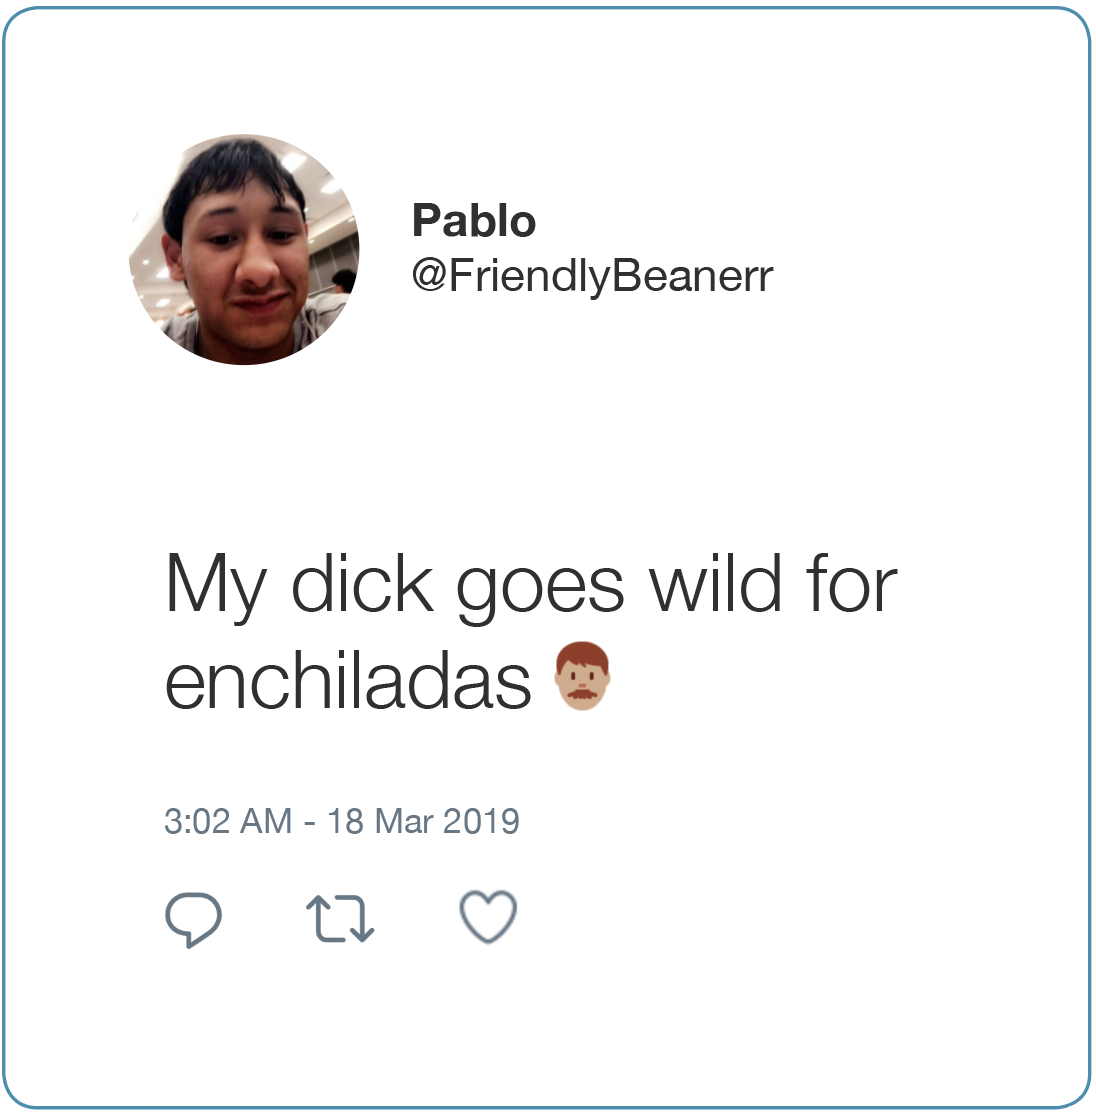 Pablo
@FriendlyBeanerr
My dick goes wild for
enchiladas 👨🏽
3:02 AM - 18 Mar 2019